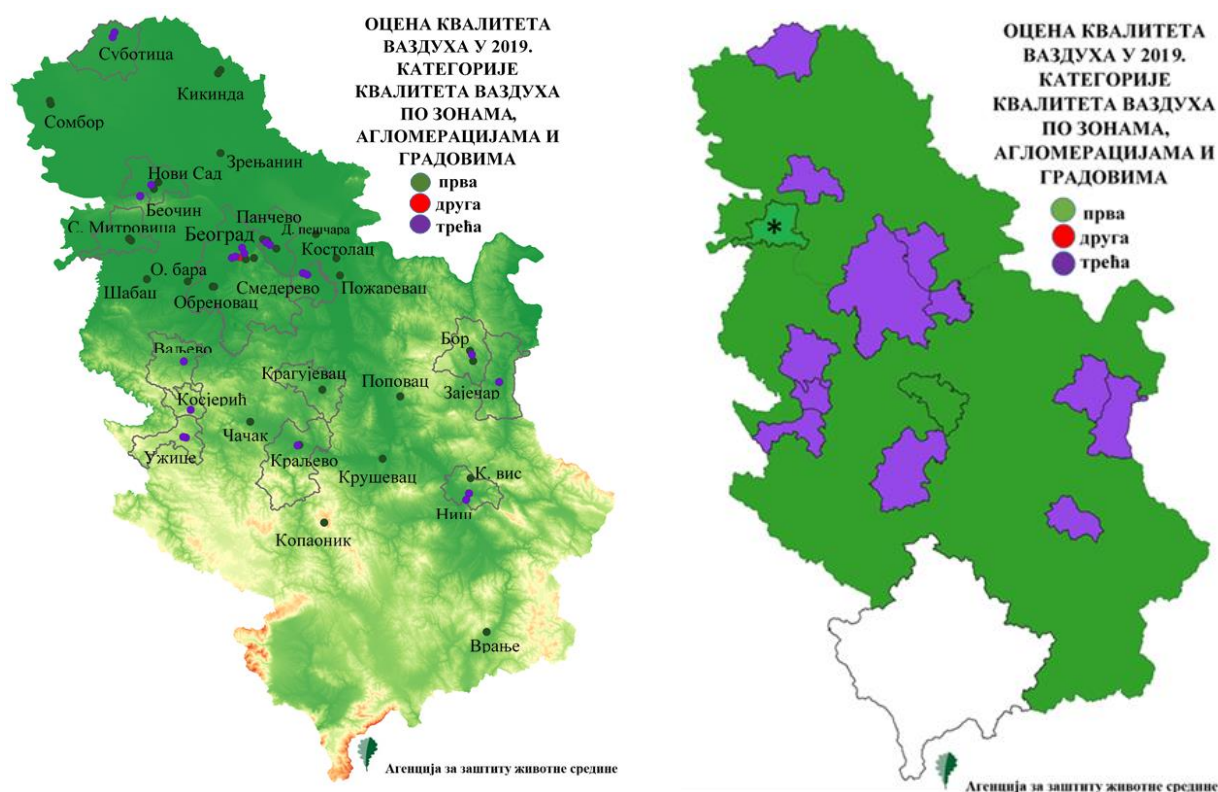 ОЦЕНА КВАЛИТЕТА
ВАЗДУХА У 2019.
КАТЕГОРИЈЕ
КВАЛИТЕТА ВАЗДУХА
ПО ЗОНАМА,
АГЛОМЕРАЦИЈАМА И
ГРАДОВИМА
прва
друга
трећа
Суботица
Кикинда
Сомбор
Зрењанин
Нови Сад
Беочин
С. Митровица
Панчево
Београд
Д. пешчара
Костолац
О. бара
Шабац
Смедерево
Пожаревац
Обреновац
Ваљево
Бор
Крагујевац
Поповац
Зајечар
Косјерић
Чачак
Ужице
Краљево
Крушевац
К. вис
Ниш
Копаоник
Врање
Агенција за заштиту животне средине
ОЦЕНА КВАЛИТЕТА
ВАЗДУХА У 2019.
КАТЕГОРИЈЕ
КВАЛИТЕТА ВАЗДУХА
ПО ЗОНАМА,
АГЛОМЕРАЦИЈАМА И
ГРАДОВИМА
прва
друга
трећа
*
Агенција за заштиту животне средине